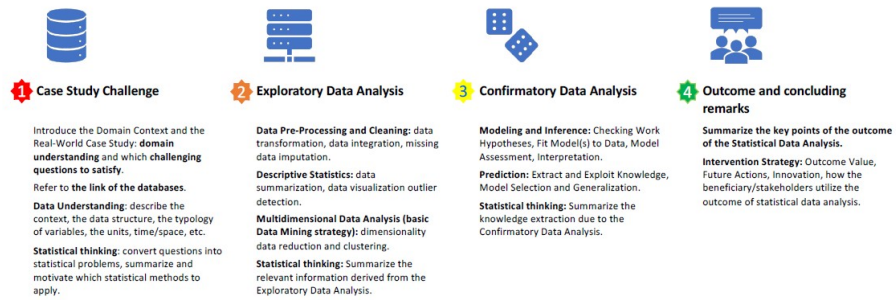 1 Case Study Challenge
Introduce the Domain Context and the
Real-World Case Study: domain
understanding and which challenging
questions to satisfy.
Refer to the link of the databases.
Data Understanding: describe the
context, the data structure, the typology
of variables, the units, time/space, etc.
Statistical thinking: convert questions into
statistical problems, summarize and
motivate which statistical methods to
apply.
2 Exploratory Data Analysis
Data Pre-Processing and Cleaning: data
transformation, data integration, missing
data imputation.
Descriptive Statistics: data
summarization, data visualization outlier
detection.
Multidimensional Data Analysis (basic
Data Mining strategy): dimensionality
data reduction and clustering.
Statistical thinking: Summarize the
relevant information derived from the
Exploratory Data Analysis.
3 Confirmatory Data Analysis
Modeling and Inference: Checking Work
Hypotheses, Fit Model(s) to Data, Model
Assessment, Interpretation.
Prediction: Extract and Exploit Knowledge,
Model Selection and Generalization.
Statistical thinking: Summarize the
knowledge extraction due to the
Confirmatory Data Analysis.
4 Outcome and concluding
remarks
Summarize the key points of the outcome
of the Statistical Data Analysis.
Intervention Strategy: Outcome Value,
Future Actions, Innovation, how the
beneficiary/stakeholders utilize the
outcome of statistical data analysis.